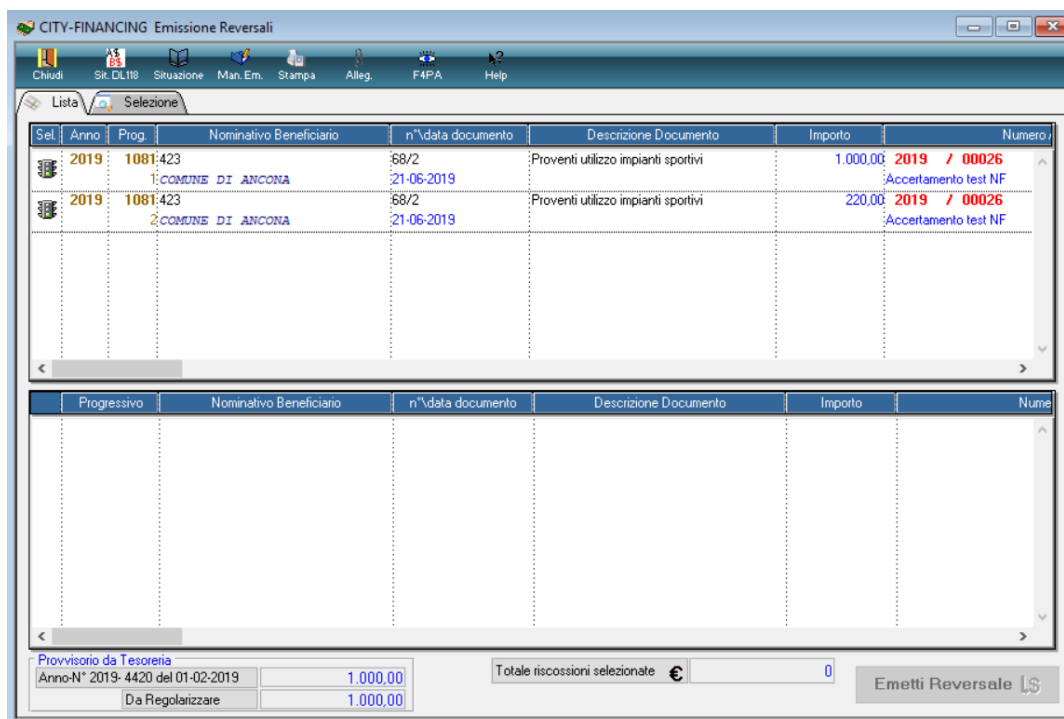 CITY-FINANCING Emissione Reversali
Chiudi Sit. DL118 Situazione Man. Em. Stampa Alleg. F4PA Help
Lista Selezione
Sel. Anno Prog. Nominativo Beneficiario n°\data documento Descrizione Documento Importo Numero
2019 1081 423 68/2 Proventi utilizzo impianti sportivi 1.000,00 2019 / 00026
1 COMUNE DI ANCONA 21-06-2019 Accertamento test NF
2019 1081 423 68/2 Proventi utilizzo impianti sportivi 220,00 2019 / 00026
2 COMUNE DI ANCONA 21-06-2019 Accertamento test NF
Progressivo Nominativo Beneficiario n°\data documento Descrizione Documento Importo Nume
Provvisorio da Tesoreria
Anno-N° 2019- 4420 del 01-02-2019 1.000,00
Da Regolarizzare 1.000,00
Totale riscossioni selezionate € 0
Emetti Reversale